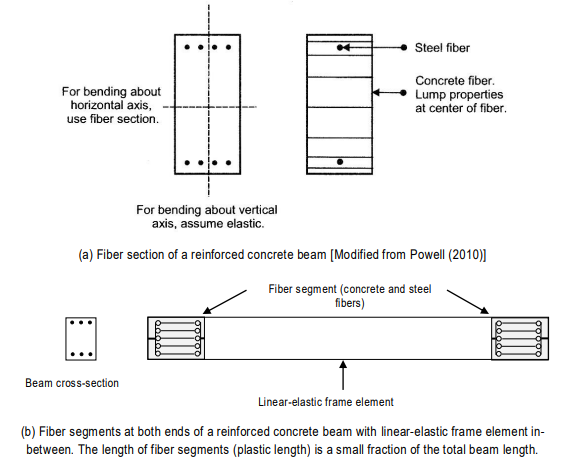 Steel fiber
For bending about
horizontal axis,
use fiber section.
Concrete fiber.
Lump properties
at center of fiber.
For bending about vertical
axis, assume elastic.
(a) Fiber section of a reinforced concrete beam [Modified from Powell (2010)]
Fiber segment (concrete and steel
fibers)
Beam cross-section
Linear-elastic frame element
(b) Fiber segments at both ends of a reinforced concrete beam with linear-elastic frame element in-
between. The length of fiber segments (plastic length) is a small fraction of the total beam length.